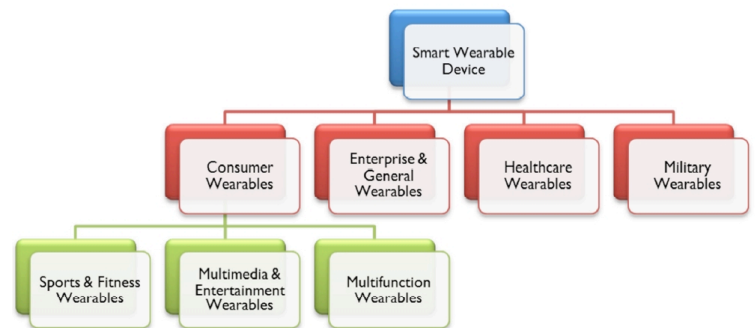 Smart Wearable
Device
Consumer
Wearables
Enterprise &
General
Wearables
Healthcare
Wearables
Military
Wearables
Sports & Fitness
Wearables
Multimedia &
Entertainment
Wearables
Multifunction
Wearables